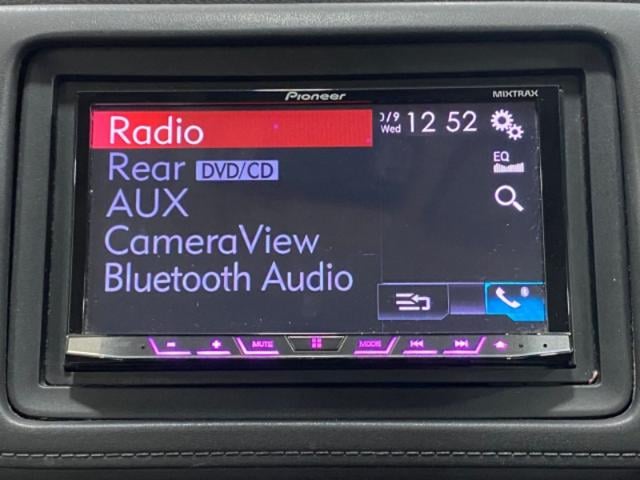 Pioneer
MIXTRAX
Radio
Rear DVD/CD
AUX
CameraView
Bluetooth Audio
Wed
12 52
EQ
MUTE
MODE